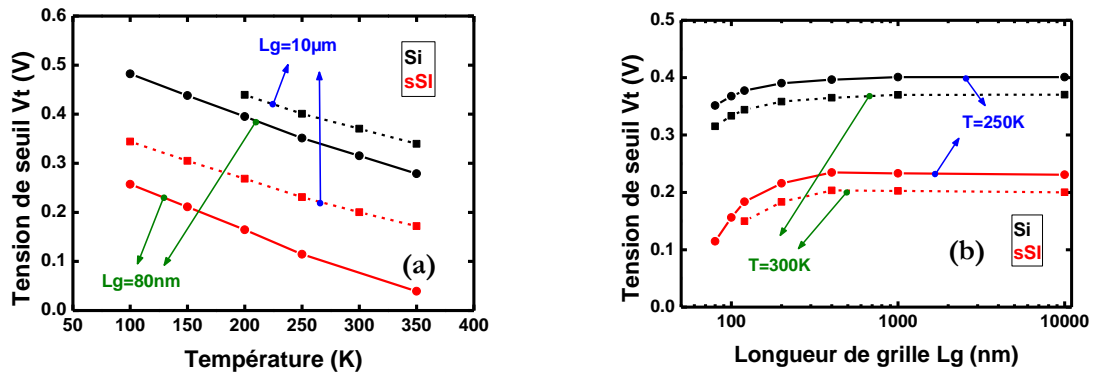 0.6
0.5
0.4
0.3
0.2
0.1
0.0
Tension de seuil Vt (V)
Lg=10µm
Si
sSI
Lg=80nm
(a)
50 100 150 200 250 300 350 400
Température (K)
0.5
0.4
0.3
0.2
0.1
0.0
Tension de seuil Vt (V)
T=250K
T=300K
Si
sSI
(b)
100 1000 10000
Longueur de grille Lg (nm)